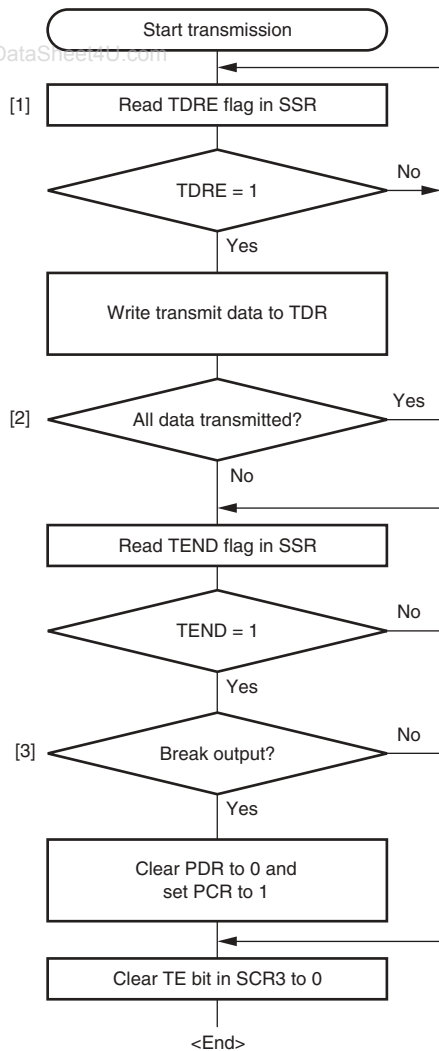 Start transmission
DataSheet4U.com
[1] Read TDRE flag in SSR
TDRE = 1
No
Yes
Write transmit data to TDR
[2] All data transmitted?
Yes
No
Read TEND flag in SSR
TEND = 1
No
Yes
[3] Break output?
No
Yes
Clear PDR to 0 and
set PCR to 1
Clear TE bit in SCR3 to 0
<End>